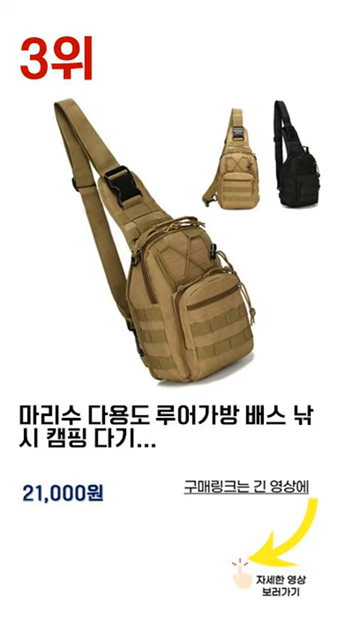 3위
마리수 다용도 루어가방 배스 낚
시 캠핑 다기...
21,000원
구매링크는 긴 영상에
자세한 영상
보러가기